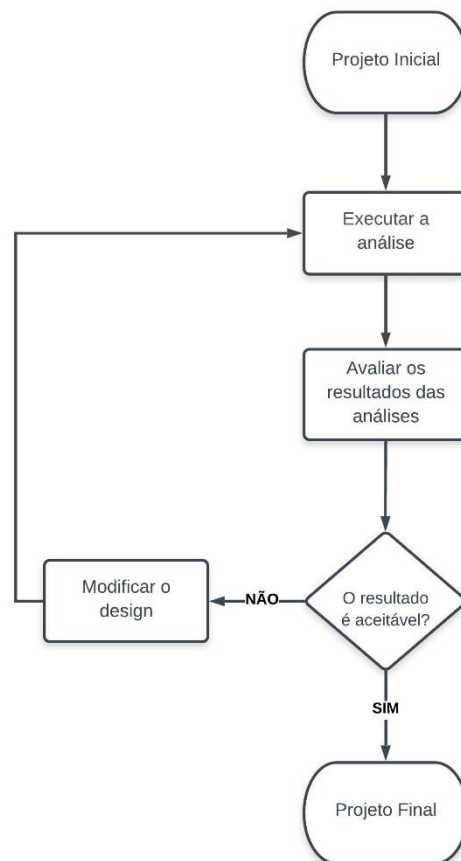 Projeto Inicial
Executar a
análise
Avaliar os
resultados das
análises
O resultado
é aceitável?
NÃO
Modificar o
design
SIM
Projeto Final